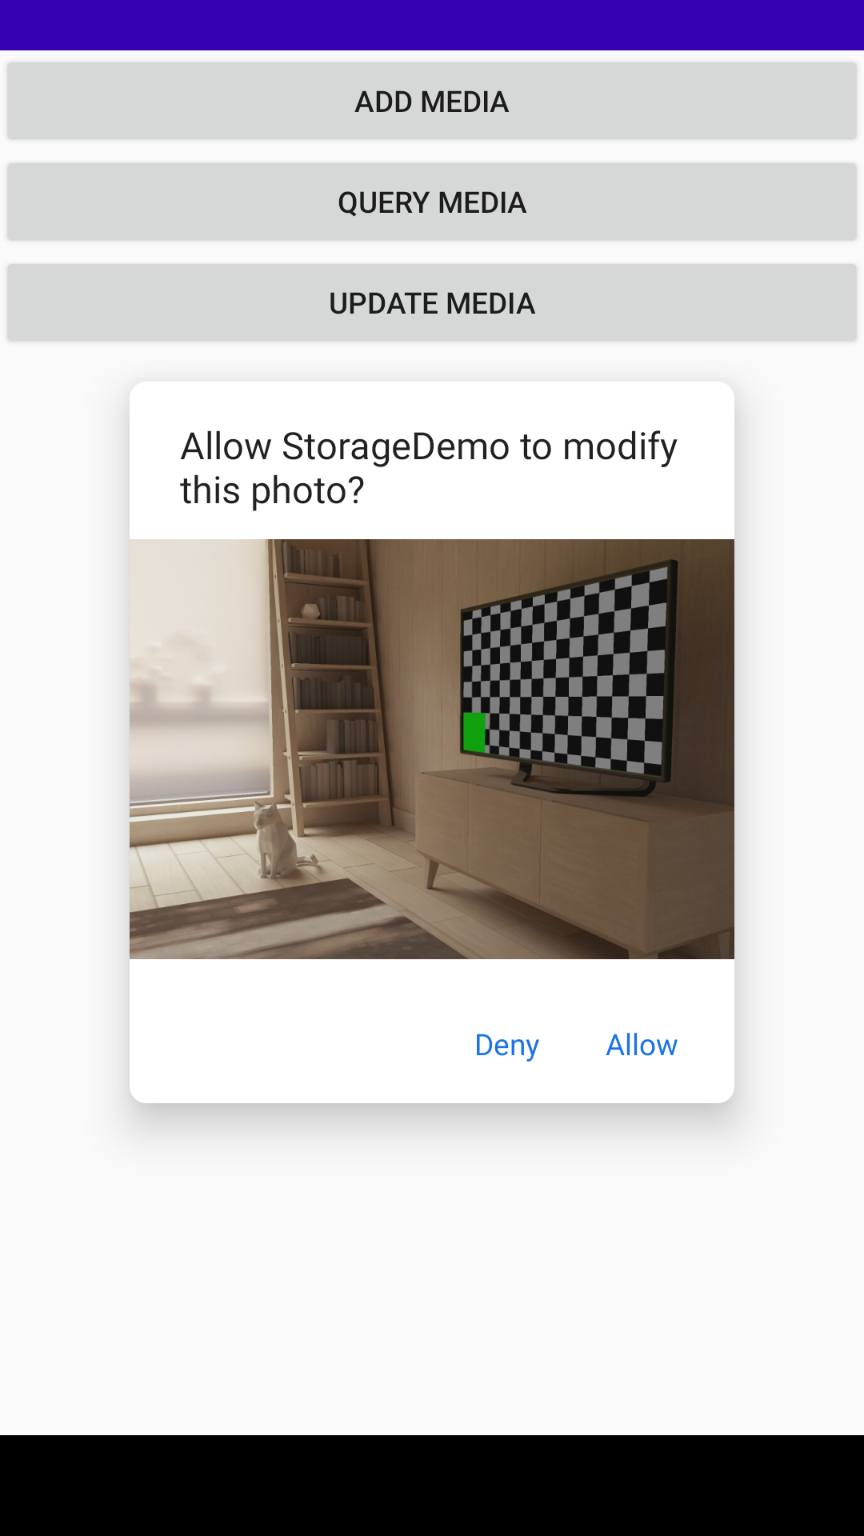 ADD MEDIA
QUERY MEDIA
UPDATE MEDIA
Allow StorageDemo to modify
this photo?
Deny Allow